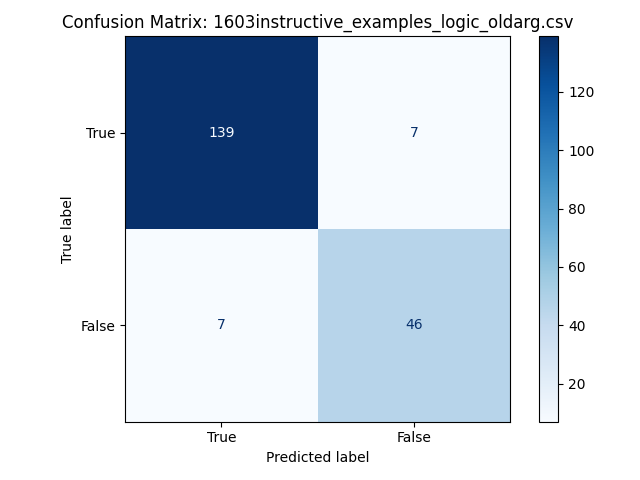 Confusion Matrix: 1603instructive_examples_logic_oldarg.csv
True label
True
139
7
False
7
46
True
False
Predicted label
120
100
80
60
40
20